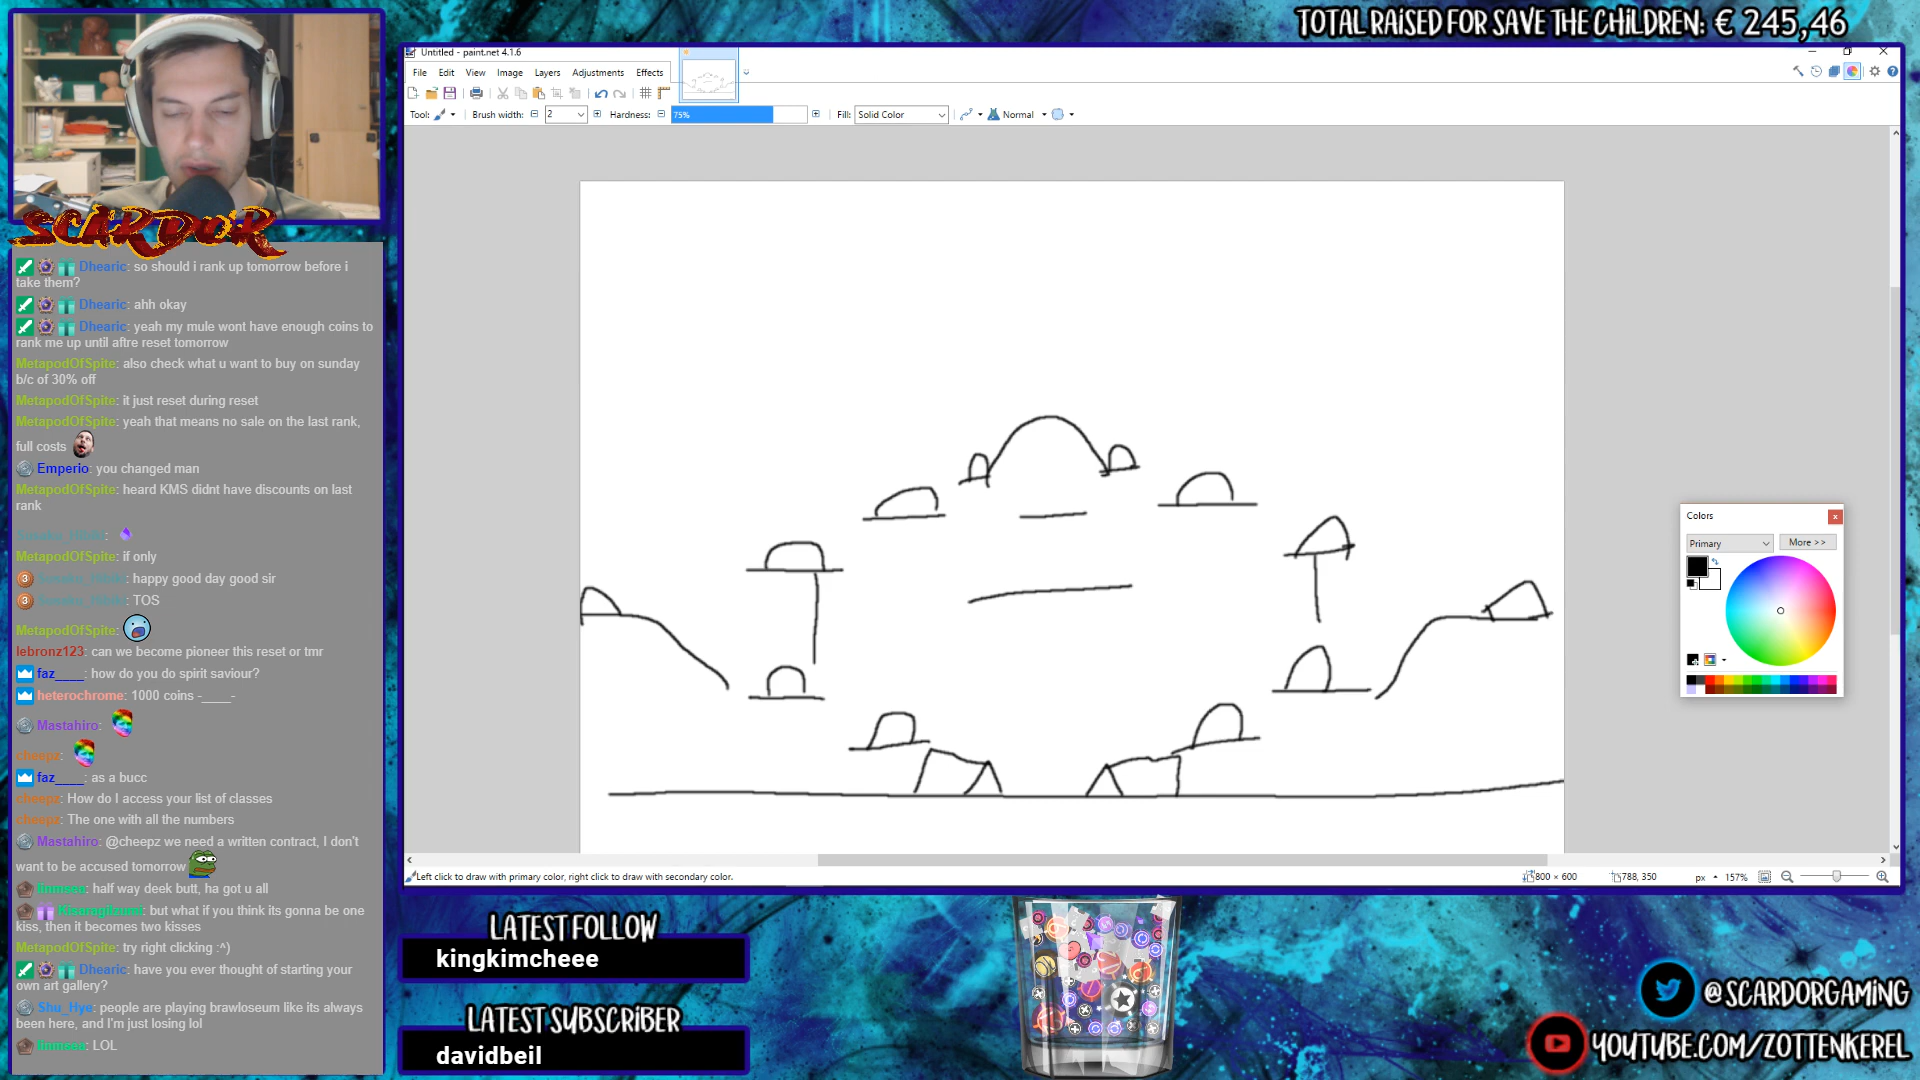 TOTAL RAISED FOR SAVE THE CHILDREN: € 245,46
SCARDOR
Dhearic: so should i rank up tomorrow before i
take them?
Dhearic: ahh okay
Dhearic: yeah my mule wont have enough coins to
rank me up until aftre reset tomorrow
MetapodOfSpite: also check what u want to buy on sunday
b/c of 30% off
MetapodOfSpite: it just reset during reset
MetapodOfSpite: yeah that means no sale on the last rank,
full costs
Emperio: you changed man
MetapodOfSpite: heard KMS didnt have discounts on last
rank
MetapodOfSpite: if only
3
: happy good day good sir
3
: TOS
MetapodOfSpite:
lebronz123: can we become pioneer this reset or tmr
faz____: how do you do spirit saviour?
heterochrome: 1000 coins -____-
Mastahiro:
cheepz:
faz____: as a bucc
cheepz: How do I access your list of classes
cheepz: The one with all the numbers
Mastahiro: @cheepz we need a written contract, I don't
want to be accused tomorrow
: half way deek butt, ha got u all
: but what if you think its gonna be one
kiss, then it becomes two kisses
MetapodOfSpite: try right clicking :^)
Dhearic: have you ever thought of starting your
own art gallery?
Shu_Hye: people are playing brawloseum like its always
been here, and I'm just losing lol
: LOL
Untitled - paint.net 4.1.6
File Edit View Image Layers Adjustments Effects
Tool: Brush width: 2 Hardness: 75% Fill: Solid Color Normal
Colors
Primary More >>
Left click to draw with primary color, right click to draw with secondary color.
800 × 600 788, 350 px 157%
LATEST FOLLOW
kingkimcheee
LATEST SUBSCRIBER
davidbeil
@SCARDORGAMING
YOUTUBE.COM/ZOTTENKEREL